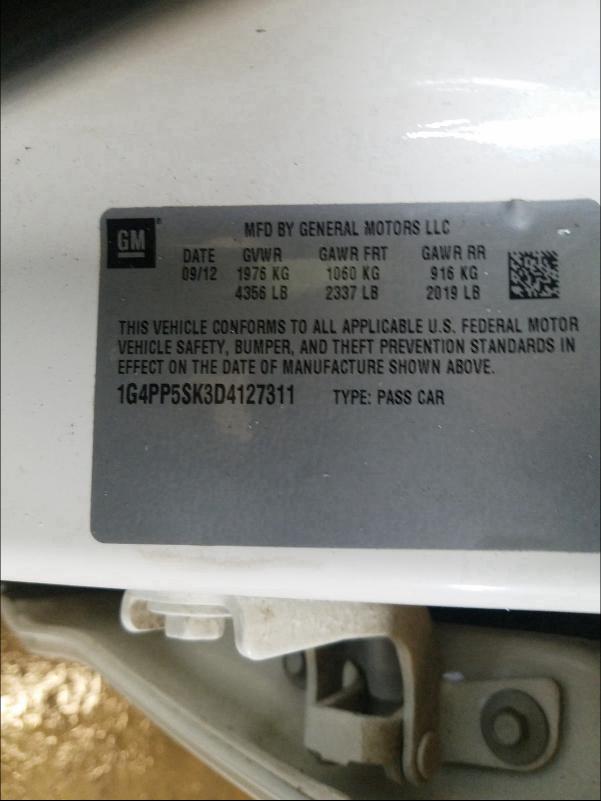 GM
MFD BY GENERAL MOTORS LLC
DATE GVWR GAWR FRT GAWR RR
09/12 1976 KG 1060 KG 916 KG
4356 LB 2337 LB 2019 LB
THIS VEHICLE CONFORMS TO ALL APPLICABLE U.S. FEDERAL MOTOR
VEHICLE SAFETY, BUMPER, AND THEFT PREVENTION STANDARDS IN
EFFECT ON THE DATE OF MANUFACTURE SHOWN ABOVE.
1G4PP5SK3D4127311 TYPE: PASS CAR